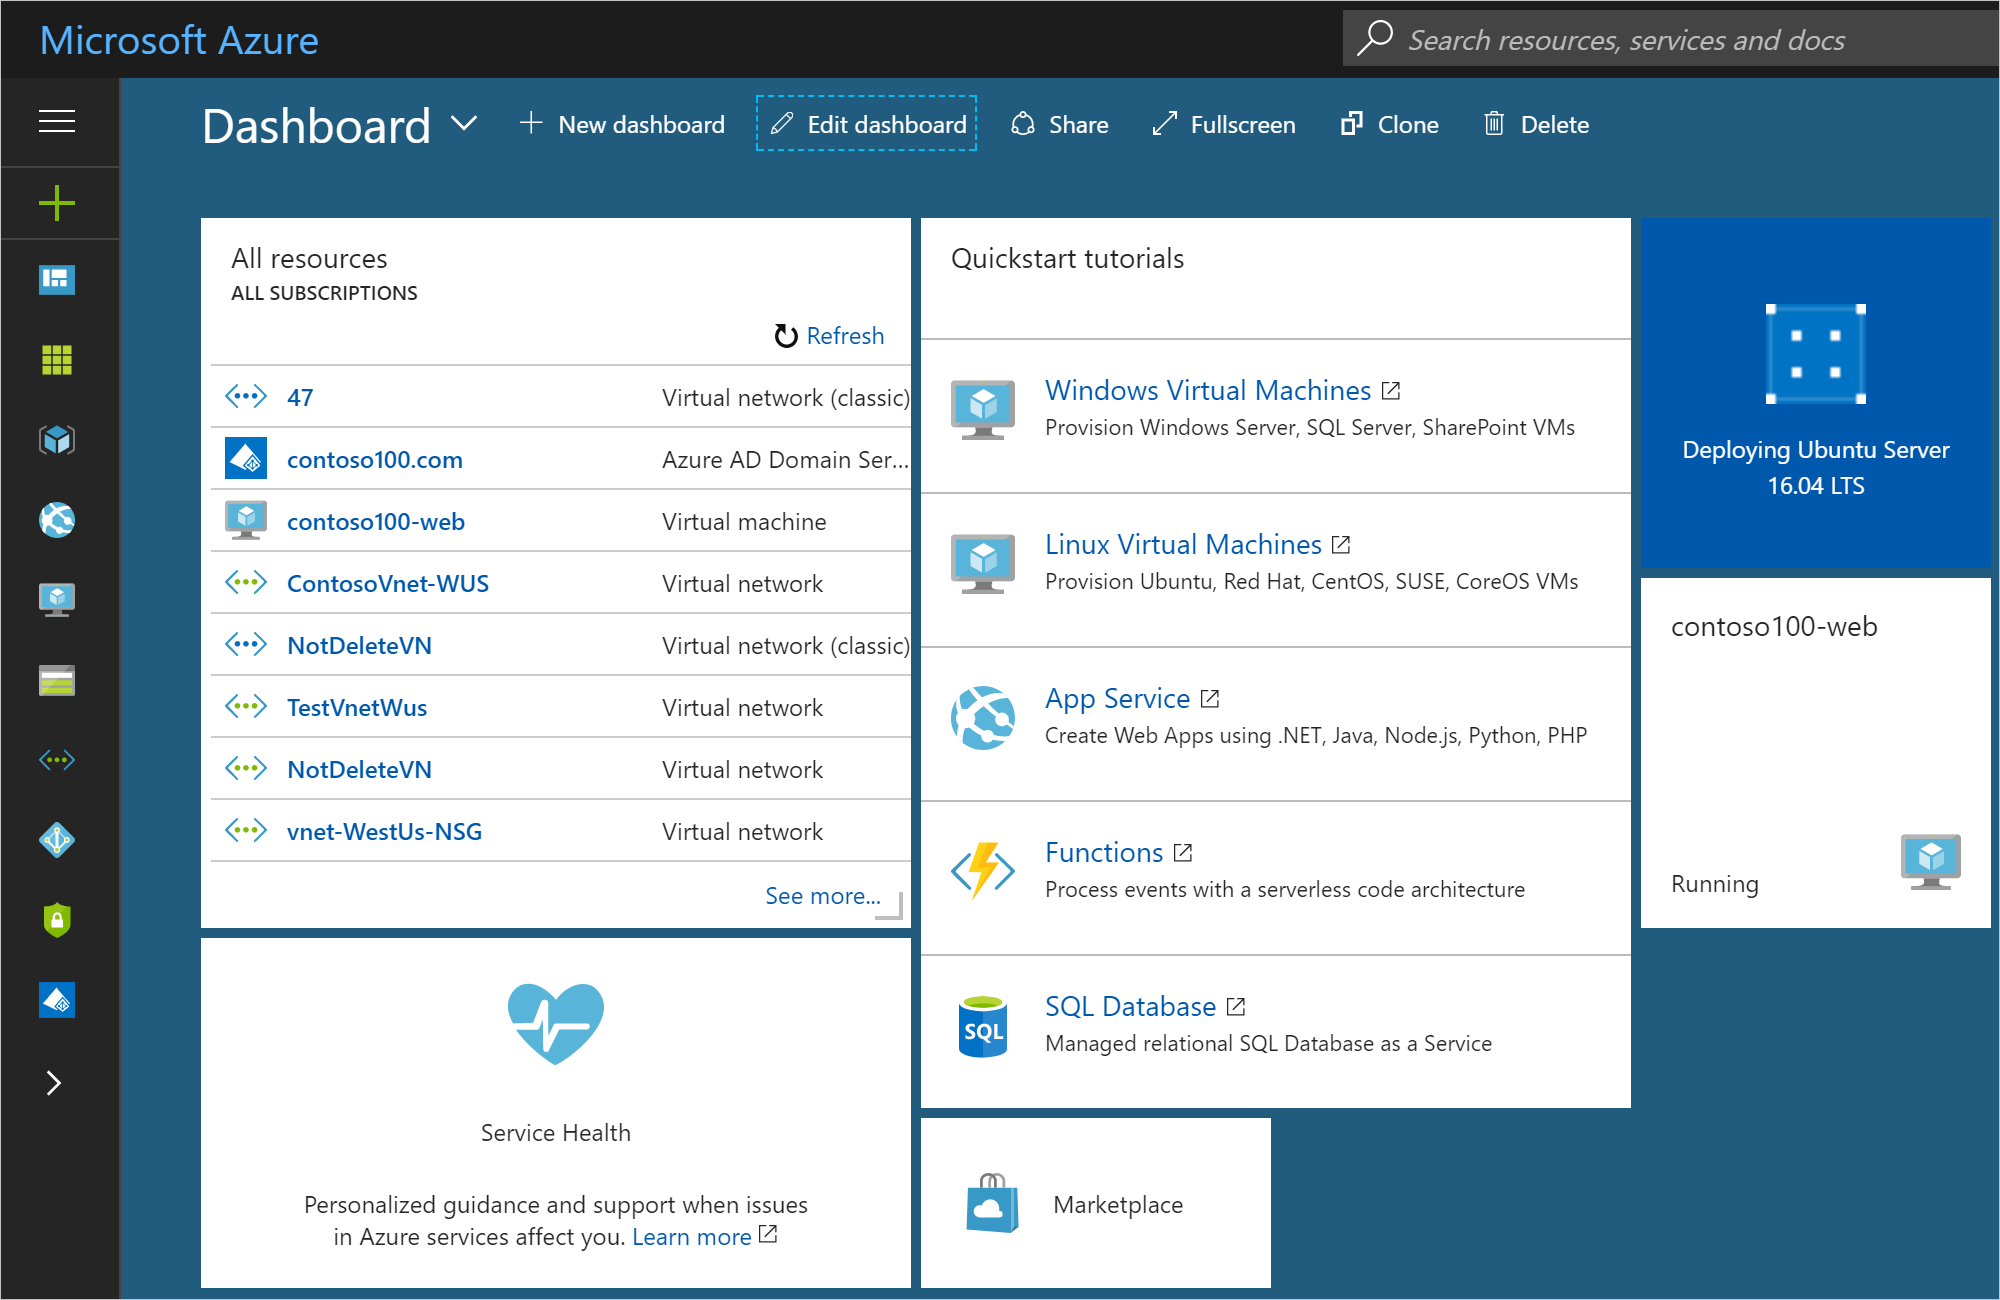 Microsoft Azure
Search resources, services and docs
Dashboard
New dashboard
Edit dashboard
Share
Fullscreen
Clone
Delete
All resources
ALL SUBSCRIPTIONS
Refresh
47 Virtual network (classic)
contoso100.com Azure AD Domain Ser...
contoso100-web Virtual machine
ContosoVnet-WUS Virtual network
NotDeleteVN Virtual network (classic)
TestVnetWus Virtual network
NotDeleteVN Virtual network
vnet-WestUs-NSG Virtual network
See more...
Service Health
Personalized guidance and support when issues
in Azure services affect you. Learn more
Quickstart tutorials
Windows Virtual Machines
Provision Windows Server, SQL Server, SharePoint VMs
Linux Virtual Machines
Provision Ubuntu, Red Hat, CentOS, SUSE, CoreOS VMs
App Service
Create Web Apps using .NET, Java, Node.js, Python, PHP
Functions
Process events with a serverless code architecture
SQL
SQL Database
Managed relational SQL Database as a Service
Marketplace
Deploying Ubuntu Server
16.04 LTS
contoso100-web
Running